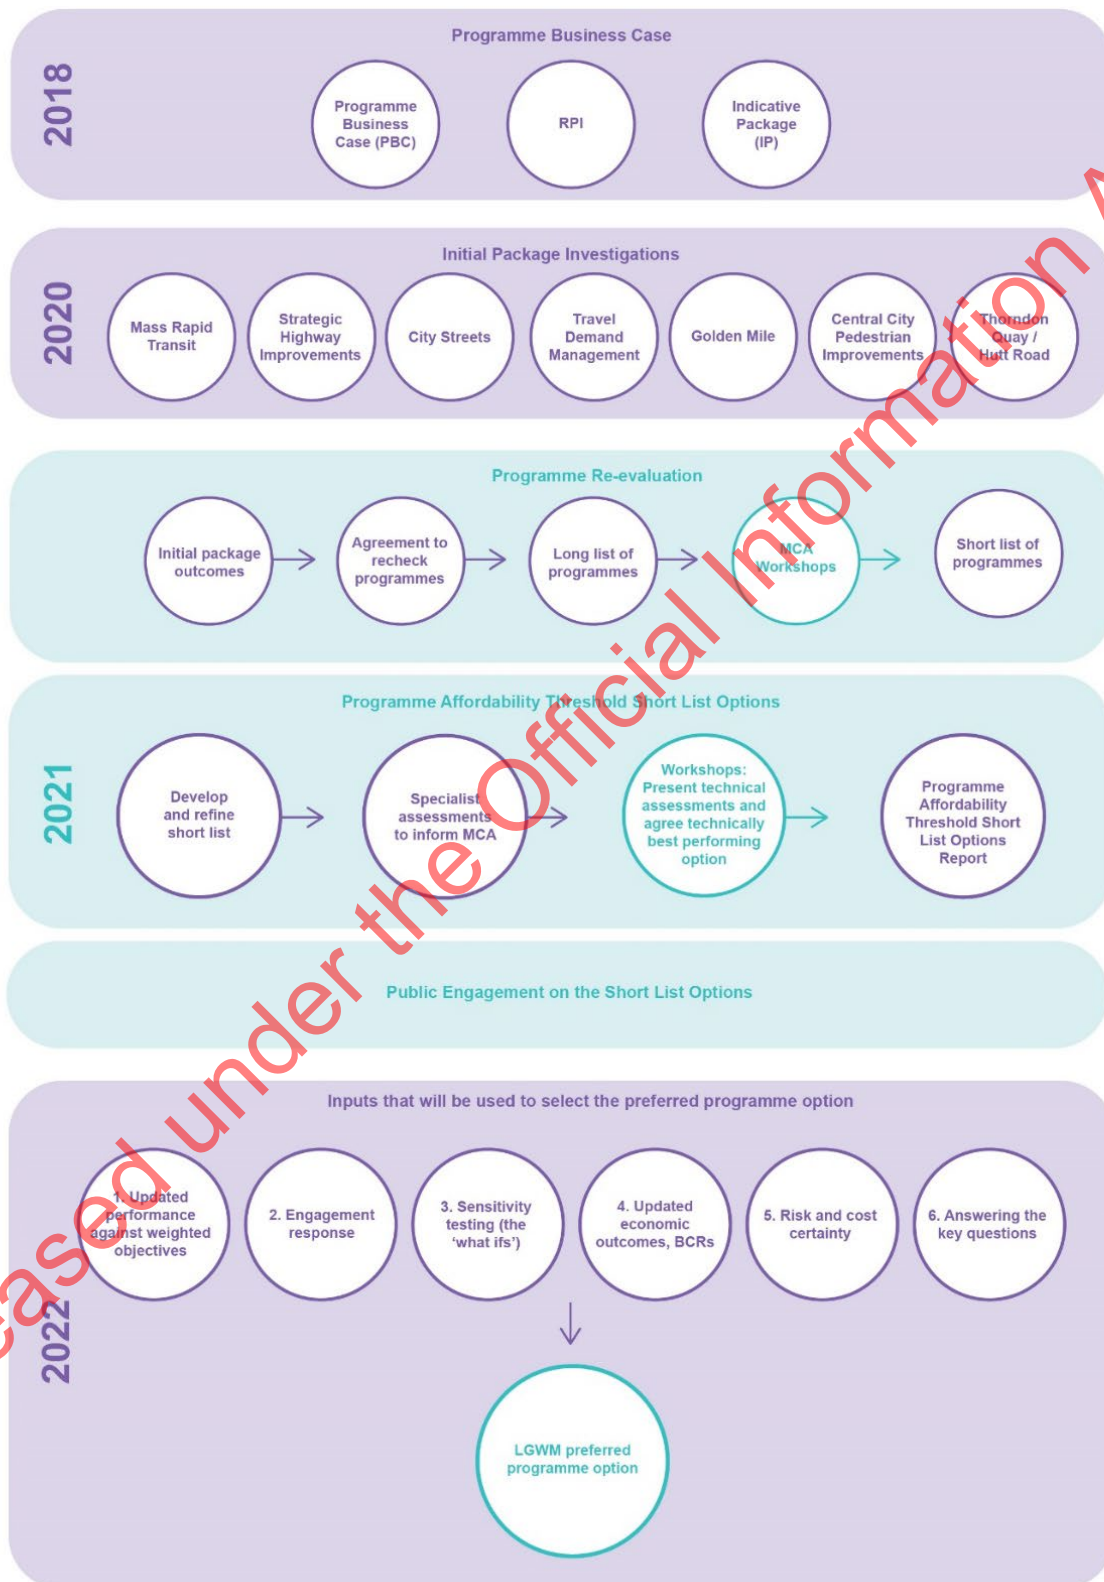 Programme Business Case
2018
Programme
Business
Case (PBC)
RPI
Indicative
Package
(IP)
Initial Package Investigations
2020
Mass Rapid
Transit
Strategic
Highway
Improvements
City Streets
Travel
Demand
Management
Golden Mile
Central City
Pedestrian
Improvements
Thorndon
Quay /
Hutt Road
Programme Re-evaluation
Initial package
outcomes
Agreement to
recheck
programmes
Long list of
programmes
MCA
Workshops
Short list of
programmes
Programme Affordability Threshold Short List Options
2021
Develop
and refine
short list
Specialist
assessments
to inform MCA
Workshops:
Present technical
assessments and
agree technically
best performing
option
Programme
Affordability
Threshold Short
List Options
Report
Public Engagement on the Short List Options
Inputs that will be used to select the preferred programme option
2022
1. Updated
performance
against weighted
objectives
2. Engagement
response
3. Sensitivity
testing (the
‘what ifs’)
4. Updated
economic
outcomes, BCRs
5. Risk and cost
certainty
6. Answering the
key questions
LGWM preferred
programme option
under the Official Information